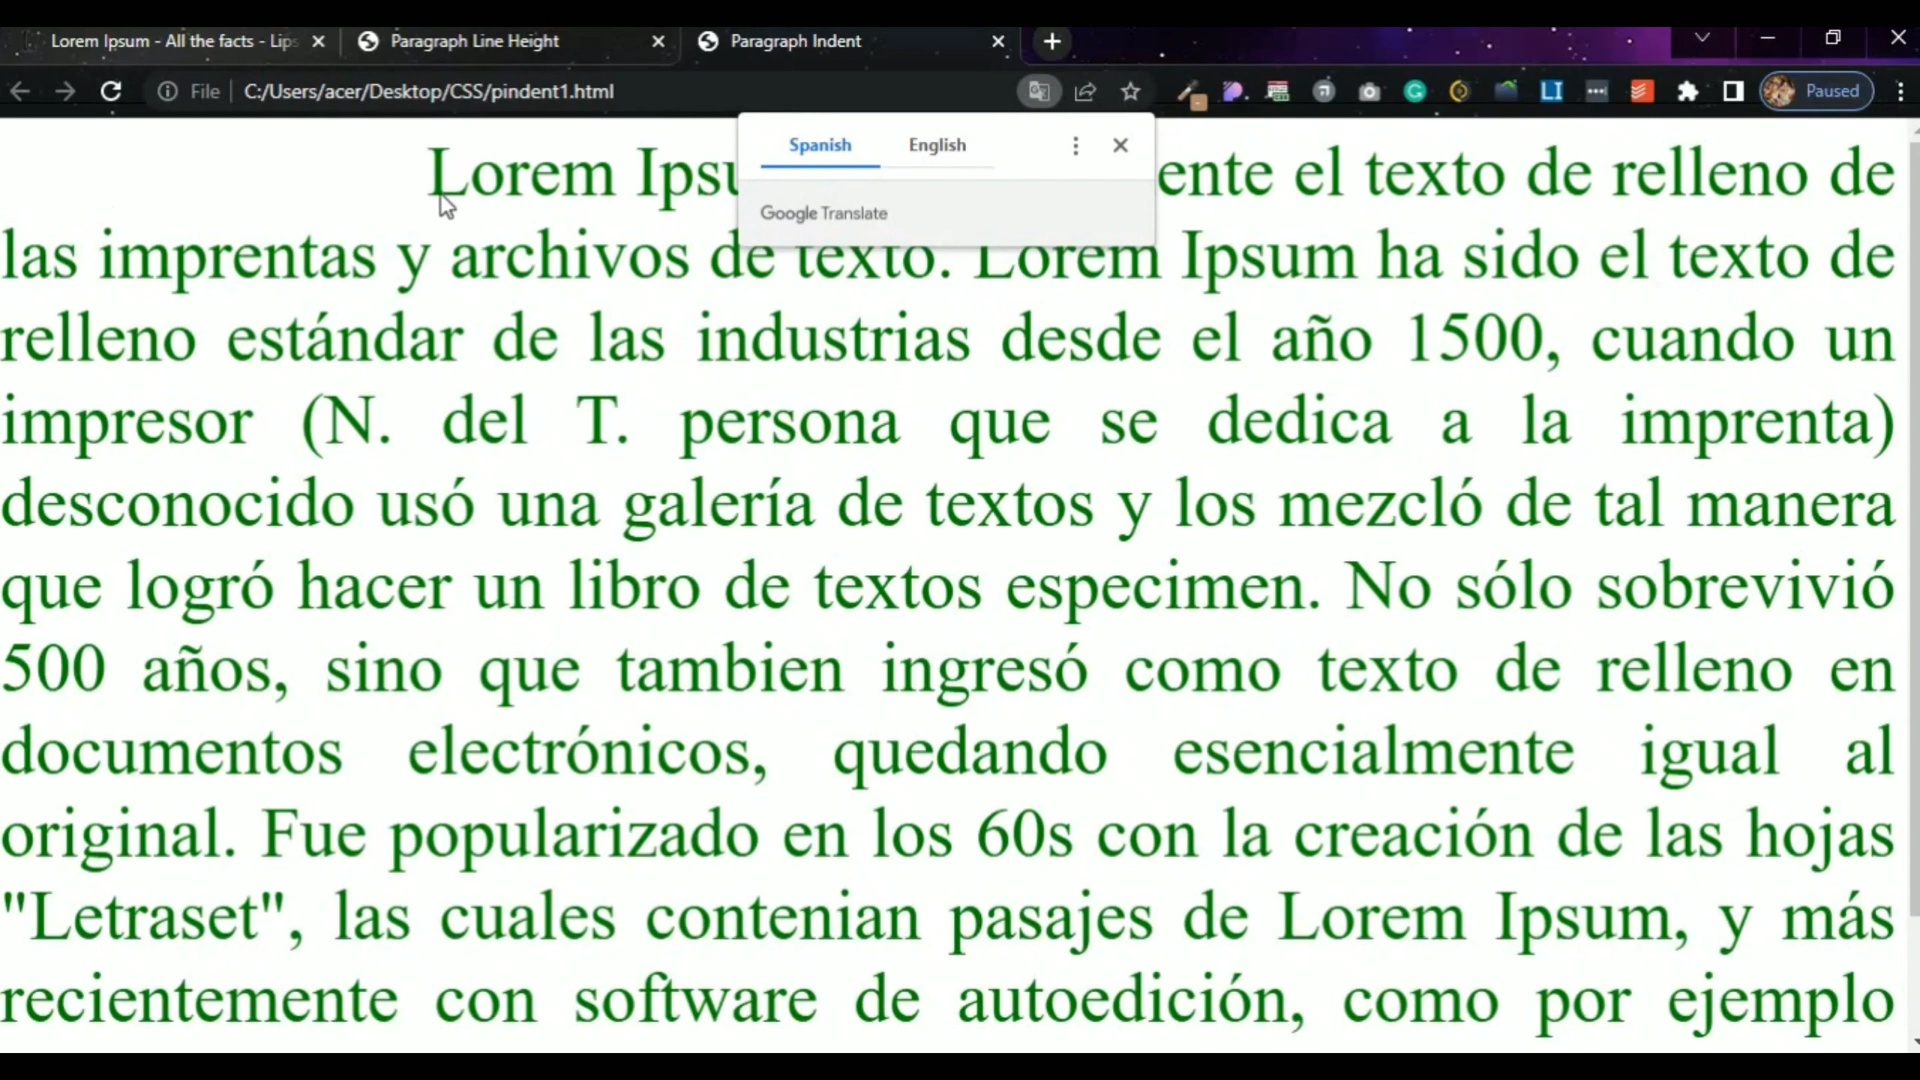 Lorem Ipsum - All the facts - Lips
Paragraph Line Height
Paragraph Indent
File
C:/Users/acer/Desktop/CSS/pindent1.html
LI
Paused
Spanish
English
Google Translate
Lorem ente el texto de relleno de
las imprentas y archivos de texto. Lorem Ipsum ha sido el texto de
relleno estándar de las industrias desde el año 1500, cuando un
impresor (N. del T. persona que se dedica a la imprenta)
desconocido usó una galería de textos y los mezcló de tal manera
que logró hacer un libro de textos especimen. No sólo sobrevivió
500 años, sino que tambien ingresó como texto de relleno en
documentos electrónicos, quedando esencialmente igual al
original. Fue popularizado en los 60s con la creación de las hojas
"Letraset", las cuales contenian pasajes de Lorem Ipsum, y más
recientemente con software de autoedición, como por ejemplo